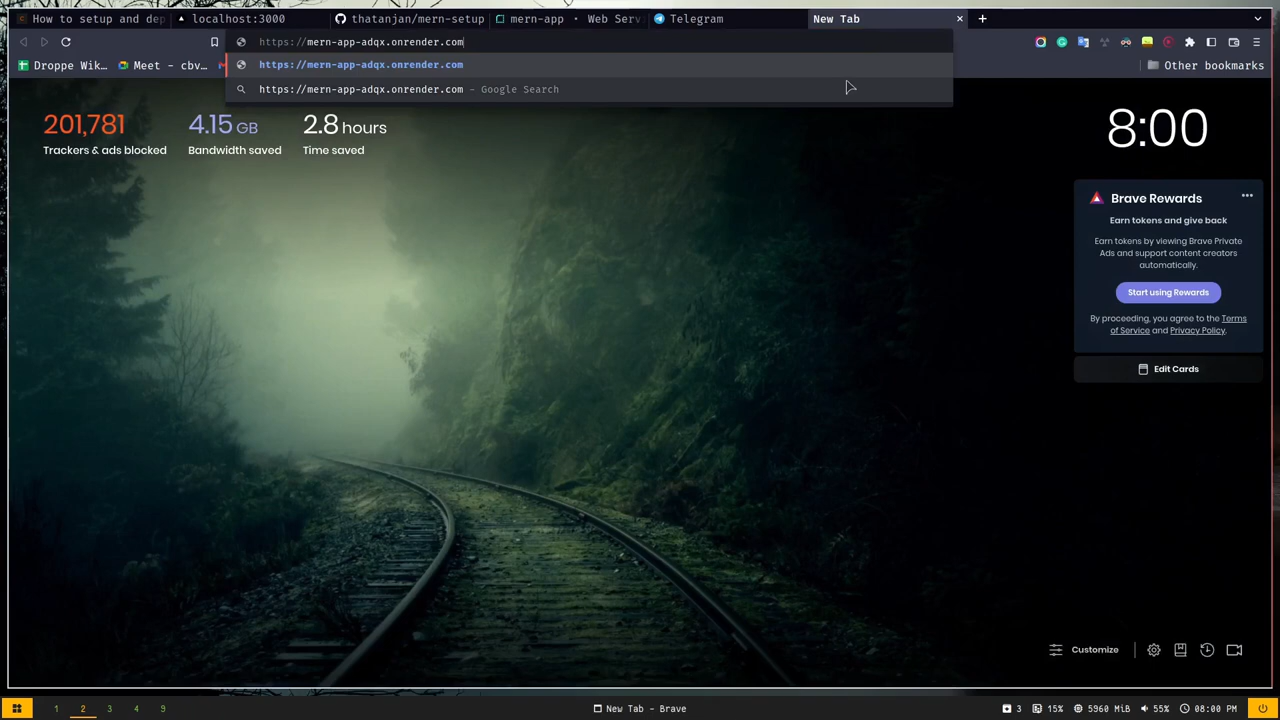 How to setup and dep
localhost:3000
thatanjan/mern-setup
mern-app • Web Serv
Telegram
New Tab
https://mern-app-adqx.onrender.com
https://mern-app-adqx.onrender.com
https://mern-app-adqx.onrender.com - Google Search
Droppe Wik...
Meet - cbv...
Other bookmarks
201,781
Trackers & ads blocked
4.15 GB
Bandwidth saved
2.8 hours
Time saved
8:00
Brave Rewards
Earn tokens and give back
Earn tokens by viewing Brave Private
Ads and support content creators
automatically.
Start using Rewards
By proceeding, you agree to the Terms
of Service and Privacy Policy.
Edit Cards
Customize
1 2 3 4 9
New Tab - Brave
3 15% 5960 MiB 55% 08:00 PM